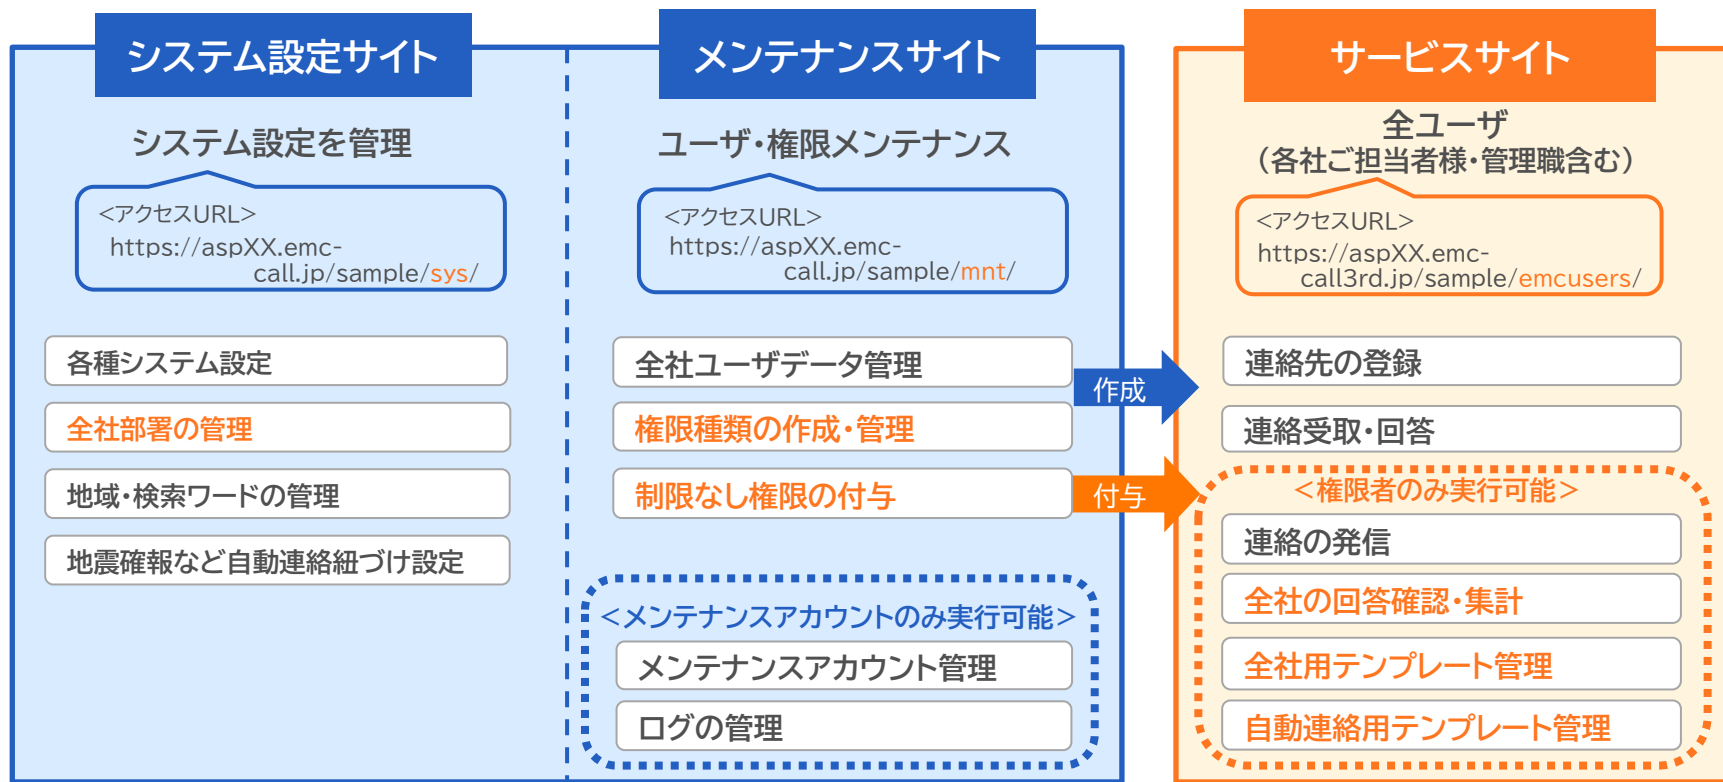 システム設定サイト
システム設定を管理
<アクセスURL>
https://aspXX.emc-
call.jp/sample/sys/
各種システム設定
全社部署の管理
地域・検索ワードの管理
地震確報など自動連絡紐づけ設定
メンテナンスサイト
ユーザ・権限メンテナンス
<アクセスURL>
https://aspXX.emc-
call.jp/sample/mnt/
全社ユーザデータ管理
権限種類の作成・管理
制限なし権限の付与
<メンテナンスアカウントのみ実行可能>
メンテナンスアカウント管理
ログの管理
作成
付与
サービスサイト
全ユーザ
(各社ご担当者様・管理職含む)
<アクセスURL>
https://aspXX.emc-
call3rd.jp/sample/emcusers/
連絡先の登録
連絡受取・回答
<権限者のみ実行可能>
連絡の発信
全社の回答確認・集計
全社用テンプレート管理
自動連絡用テンプレート管理